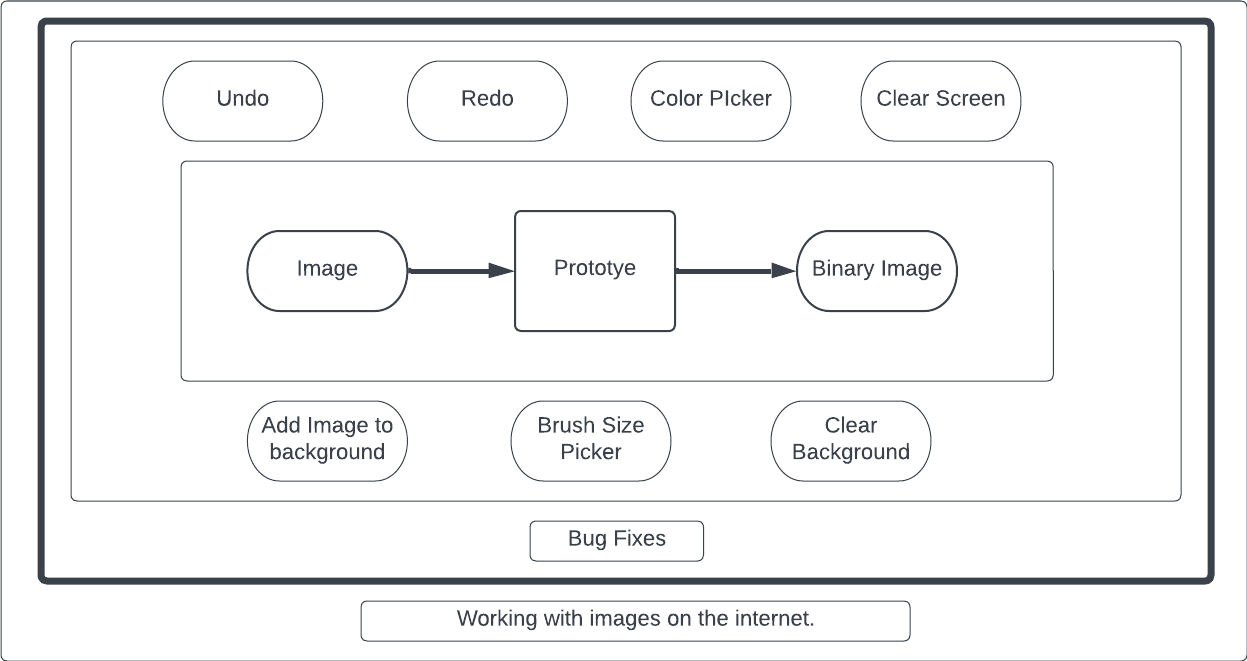 Undo
Redo
Color PIcker
Clear Screen
Image
Prototye
Binary Image
Add Image to
background
Brush Size
Picker
Clear
Background
Bug Fixes
Working with images on the internet.